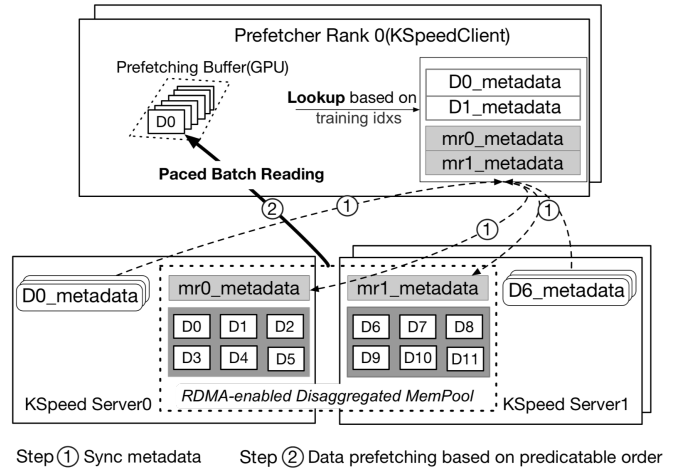 Prefetcher Rank 0(KSpeedClient)
Prefetching Buffer(GPU)
D0
Lookup based on
training idxs
D0_metadata
D1_metadata
mr0_metadata
mr1_metadata
Paced Batch Reading
2
1
1
1
D0_metadata
mr0_metadata
mr1_metadata
D6_metadata
D0 D1 D2
D3 D4 D5
D6 D7 D8
D9 D10 D11
RDMA-enabled Disaggregated MemPool
KSpeed Server0
KSpeed Server1
Step 1 Sync metadata
Step 2 Data prefetching based on predicatable order